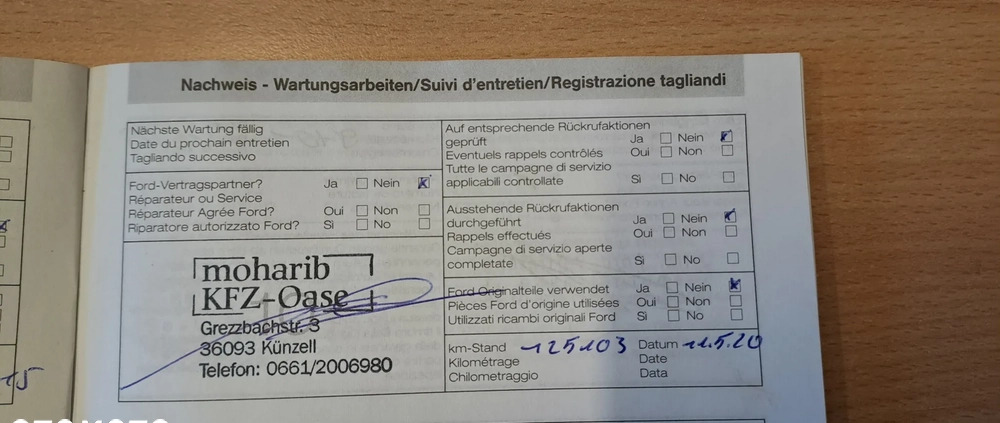 Nachweis - Wartungsarbeiten/Suivi d'entretien/Registrazione tagliandi
Nächste Wartung fällig
Date du prochain entretien
Tagliando successivo
Ford-Vertragspartner? Ja Nein
Réparateur ou Service
Réparateur Agrée Ford? Oui Non
Riparatore autorizzato Ford? Si No
moharib
KFZ-Oase
Grezzbachstr. 3
36093 Künzell
Telefon: 0661/2006980
Auf entsprechende Rückrufaktionen
geprüft Ja Nein
Eventuels rappels contrôlés Oui Non
Tutte le campagne di servizio
applicabili controllate Si No
Ausstehende Rückrufaktionen
durchgeführt Ja Nein
Rappels effectués Oui Non
Campagne di servizio aperte
completate Si No
Ford Originalteile verwendet Ja Nein
Pièces Ford d'origine utilisées Oui Non
Utilizzati ricambi originali Ford Si No
km-Stand 125103 Datum 11.5.20
Kilométrage Date
Chilometraggio Data
15